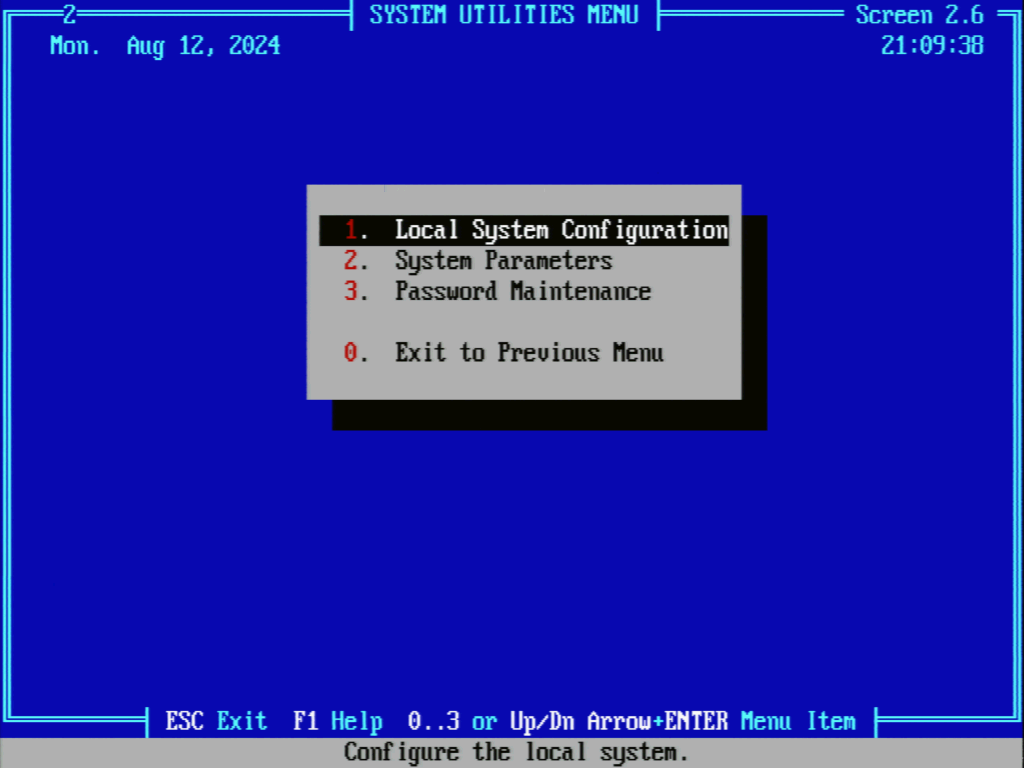 2 SYSTEM UTILITIES MENU Screen 2.6
Mon. Aug 12, 2024 21:09:38
1. Local System Configuration
2. System Parameters
3. Password Maintenance
0. Exit to Previous Menu
ESC Exit F1 Help 0..3 or Up/Dn Arrow+ENTER Menu Item
Configure the local system.